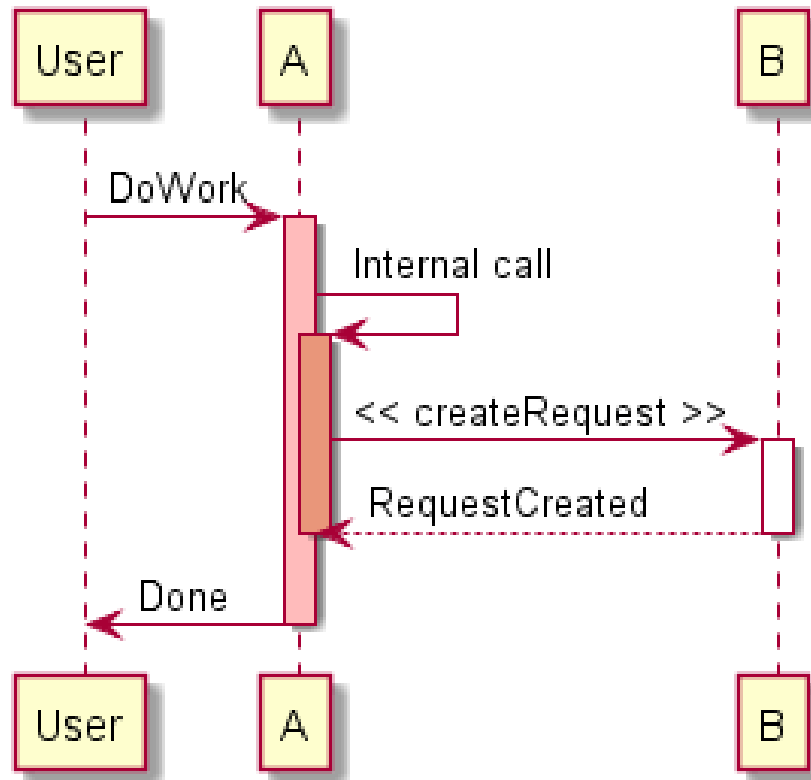 User
A
B
DoWork
Internal call
<< createRequest >>
RequestCreated
Done
User
A
B